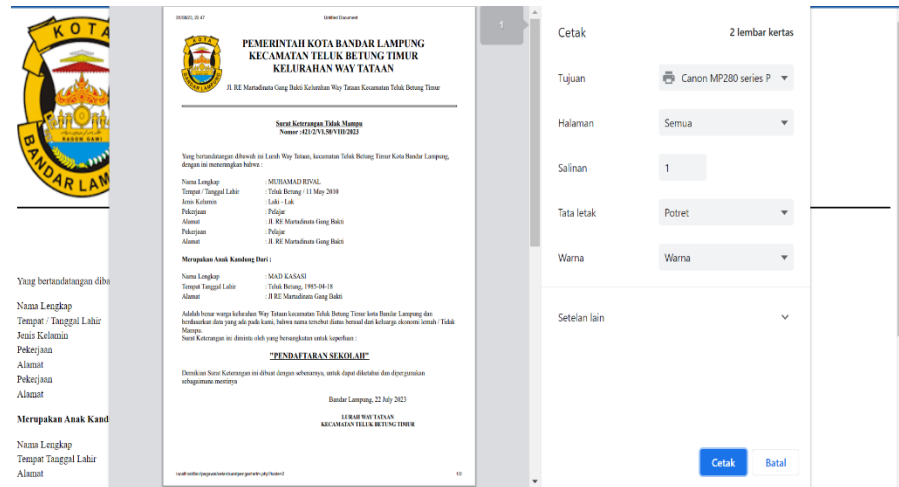 KOTA
BANDAR LAM
Yang bertandatangan diba
Nama Lengkap
Tempat / Tanggal Lahir
Jenis Kelamin
Pekerjaan
Alamat
Pekerjaan
Alamat
Merupakan Anak Kand
Nama Lengkap
Tempat Tanggal Lahir
Alamat
Untitled Document
PEMERINTAH KOTA BANDAR LAMPUNG
KECAMATAN TELUK BETUNG TIMUR
KELURAHAN WAY TATAAN
Jl. RE Martadinata Gang Bakti Kelurahan Way Tataan Kecamatan Teluk Betung Timur
Surat Keterangan Tidak Mampu
Nomor :421/2/VI.50/VIII/2023
Yang bertandatangan dibawah ini Lurah Way Tataan, kecamatan Teluk Betung Timur Kota Bandar Lampung,
dengan ini menerangkan bahwa :
Nama Lengkap : MUHAMAD RIVAL
Tempat / Tanggal Lahir : Teluk Betung / 11 May 2010
Jenis Kelamin : Laki - Lak
Pekerjaan : Pelajar
Alamat : Jl. RE Martadinata Gang Bakti
Pekerjaan : Pelajar
Alamat : Jl. RE Martadinata Gang Bakti
Merupakan Anak Kandung Dari :
Nama Lengkap : MAD KASASI
Tempat Tanggal Lahir : Teluk Betung, 1985-04-18
Alamat : Jl RE Martadinata Gang Bakti
Adalah benar warga kelurahan Way Tataan kecamatan Teluk Betung Timur kota Bandar Lampung dan
berdasarkan data yang ada pada kami, bahwa nama tersebut diatas berasal dari keluarga ekonomi lemah / Tidak
Mampu.
Surat Keterangan ini diminta oleh yang bersangkutan untuk keperluan :
"PENDAFTARAN SEKOLAH"
Demikian Surat Keterangan ini dibuat dengan sebenarnya, untuk dapat diketahui dan dipergunakan
sebagaimana mestinya
Bandar Lampung, 22 July 2023
LURAH WAY TATAAN
KECAMATAN TELUK BETUNG TIMUR
1/2
1
Cetak 2 lembar kertas
Tujuan Canon MP280 series P
Halaman Semua
Salinan 1
Tata letak Potret
Warna Warna
Setelan lain
Cetak Batal